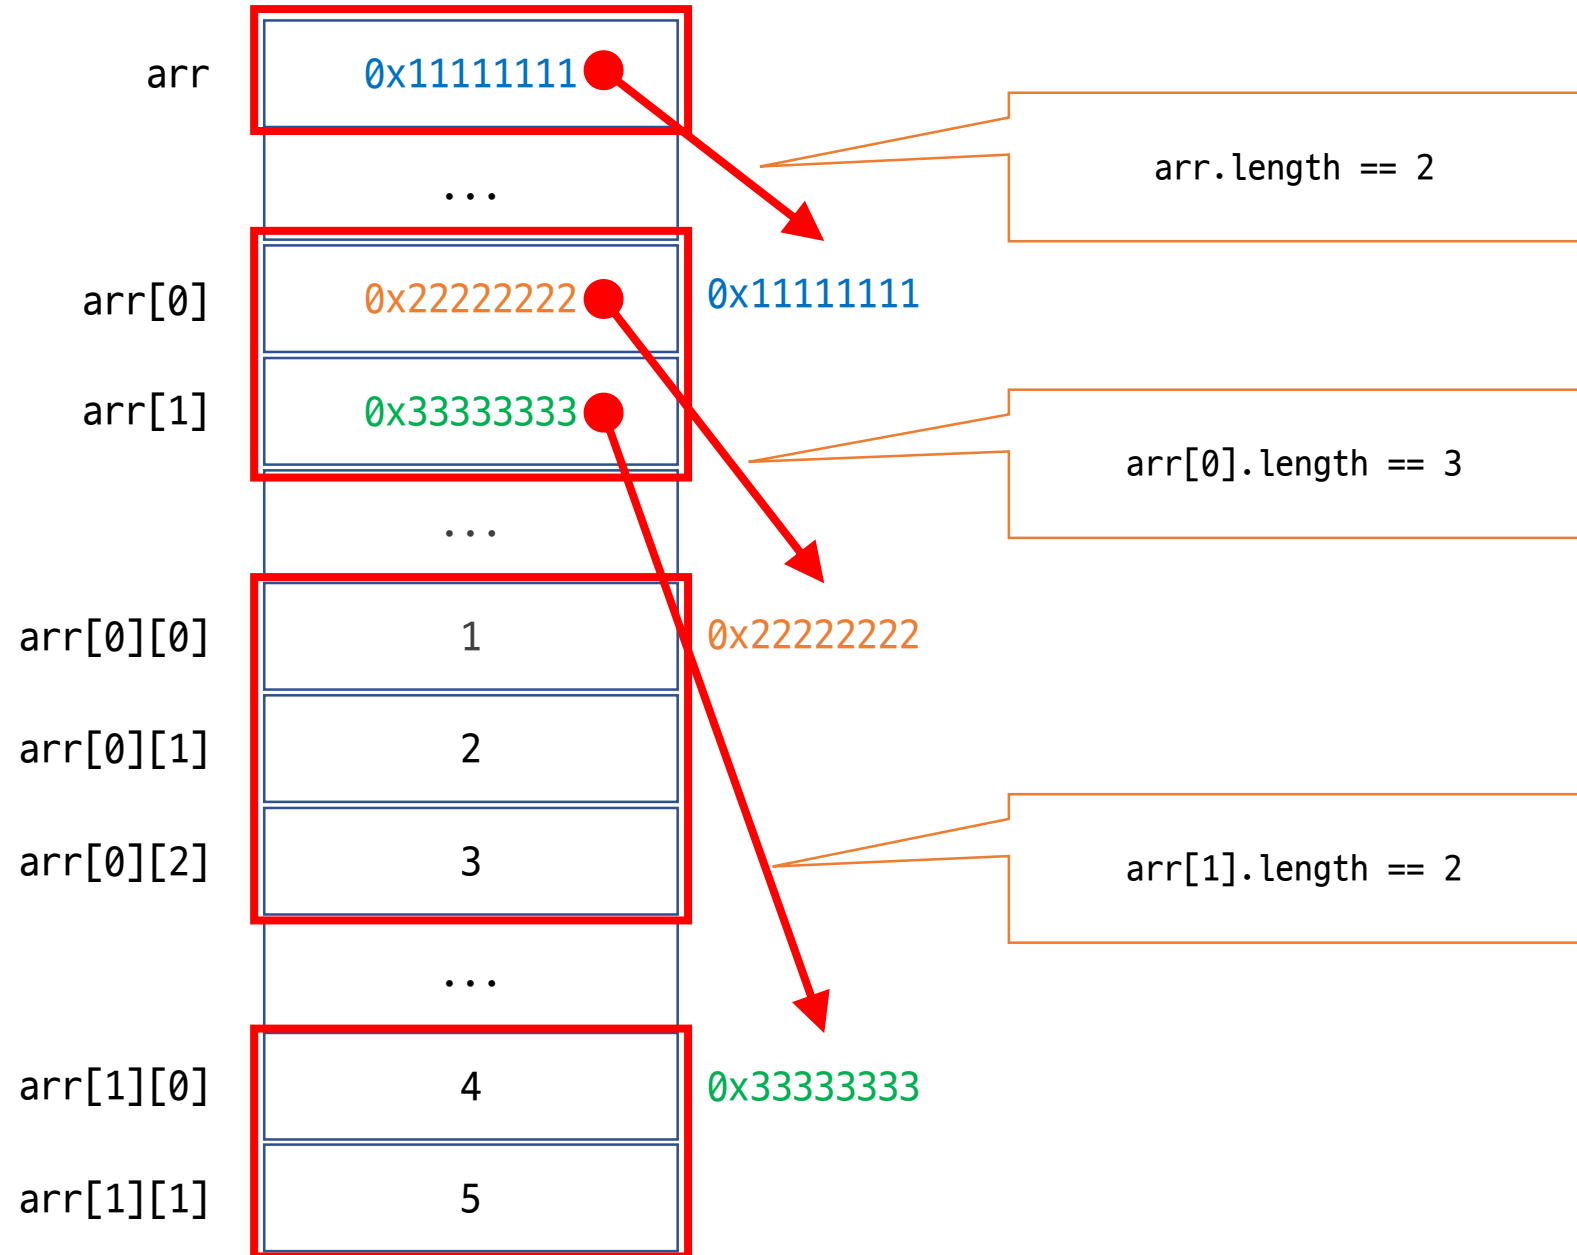 arr 0x11111111
arr.length == 2
...
arr[0] 0x22222222 0x11111111
arr[1] 0x33333333
arr[0].length == 3
...
arr[0][0] 1 0x22222222
arr[0][1] 2
arr[0][2] 3
arr[1].length == 2
...
arr[1][0] 4 0x33333333
arr[1][1] 5